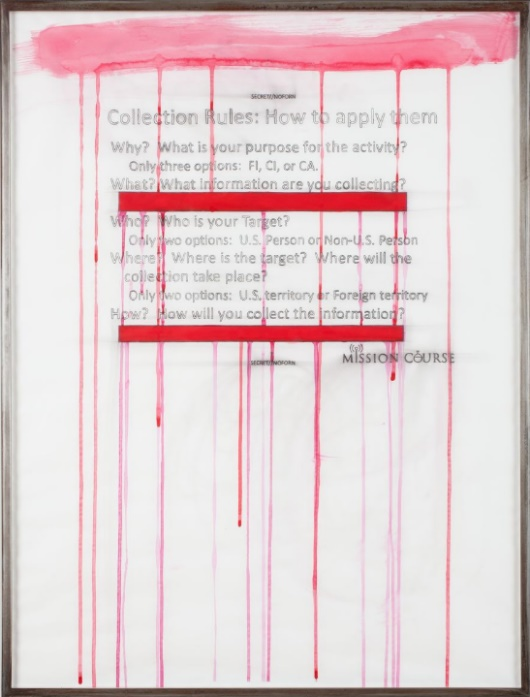 SECRET//NOFORN
Collection Rules: How to apply them
Why? What is your purpose for the activity?
Only three options: FI, CI, or CA.
What? What information are you collecting?
Who? Who is your Target?
Only two options: U.S. Person or Non-U.S. Person
Where? Where is the target? Where will the
collection take place?
Only two options: U.S. territory or Foreign territory
How? How will you collect the information?
SECRET//NOFORN
MISSION COURSE